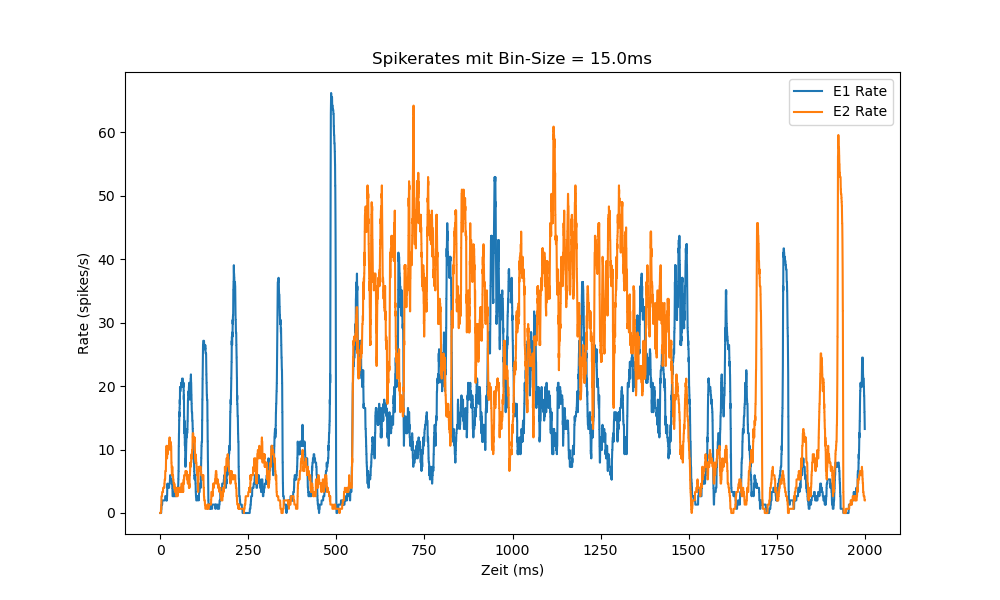 Spikerates mit Bin-Size = 15.0ms
E1 Rate
E2 Rate
60
50
40
30
20
10
0
Rate (spikes/s)
0 250 500 750 1000 1250 1500 1750 2000
Zeit (ms)